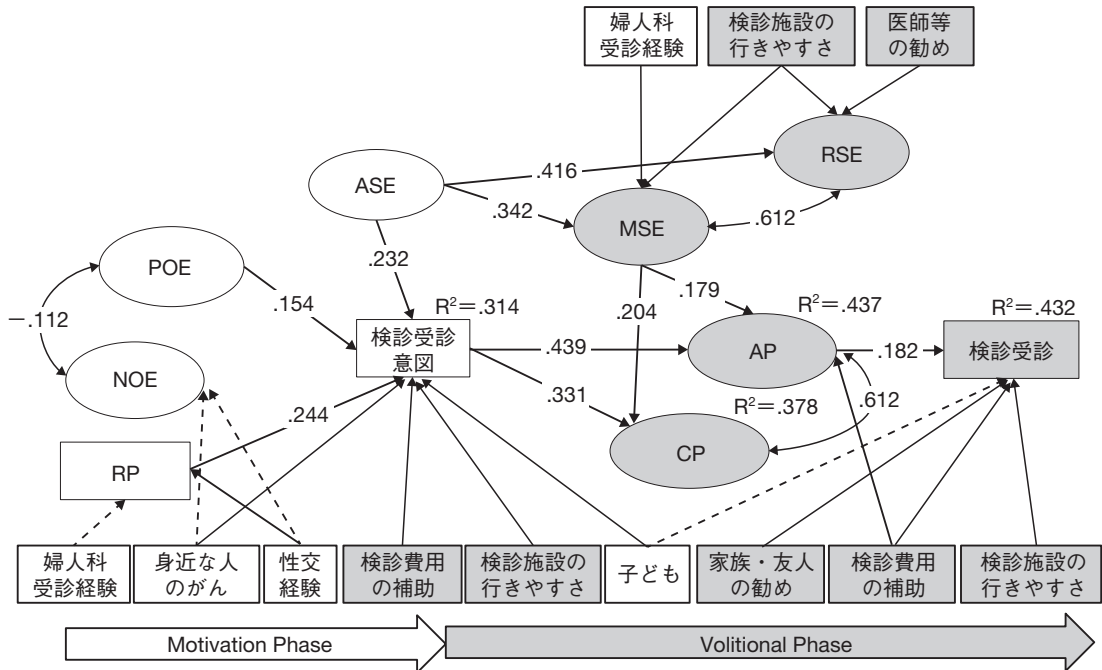 婦人科
受診経験
検診施設の
行きやすさ
医師等
の勧め
RSE
.416
ASE
.342
MSE
.612
.232
POE
.154
R²＝.314
.204
.179
R²＝.437
R²＝.432
－.112
検診受診
意図
.439
AP
.182
検診受診
NOE
.331
R²＝.378
.612
.244
CP
RP
婦人科
受診経験
身近な人
のがん
性交
経験
検診費用
の補助
検診施設の
行きやすさ
子ども
家族・友人
の勧め
検診費用
の補助
検診施設の
行きやすさ
Motivation Phase
Volitional Phase